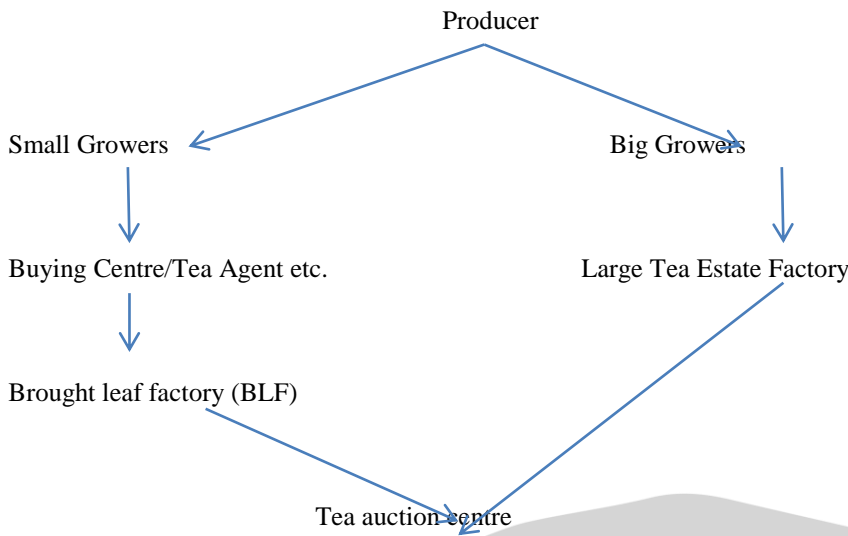 Producer
Small Growers Big Growers
Buying Centre/Tea Agent etc. Large Tea Estate Factory
Brought leaf factory (BLF)
Tea auction centre